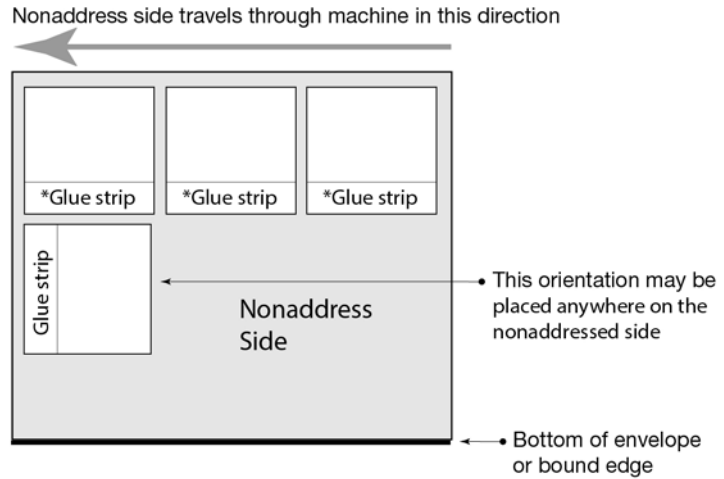 Nonaddress side travels through machine in this direction
*Glue strip
*Glue strip
*Glue strip
Glue strip
This orientation may be
placed anywhere on the
nonaddressed side
Nonaddress
Side
Bottom of envelope
or bound edge